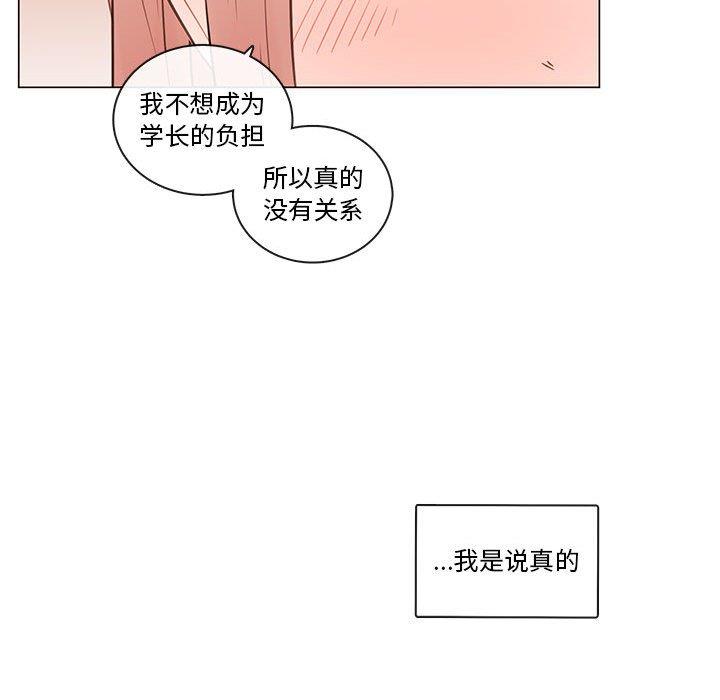 我不想成为
学长的负担
所以真的
没有关系
...我是说真的